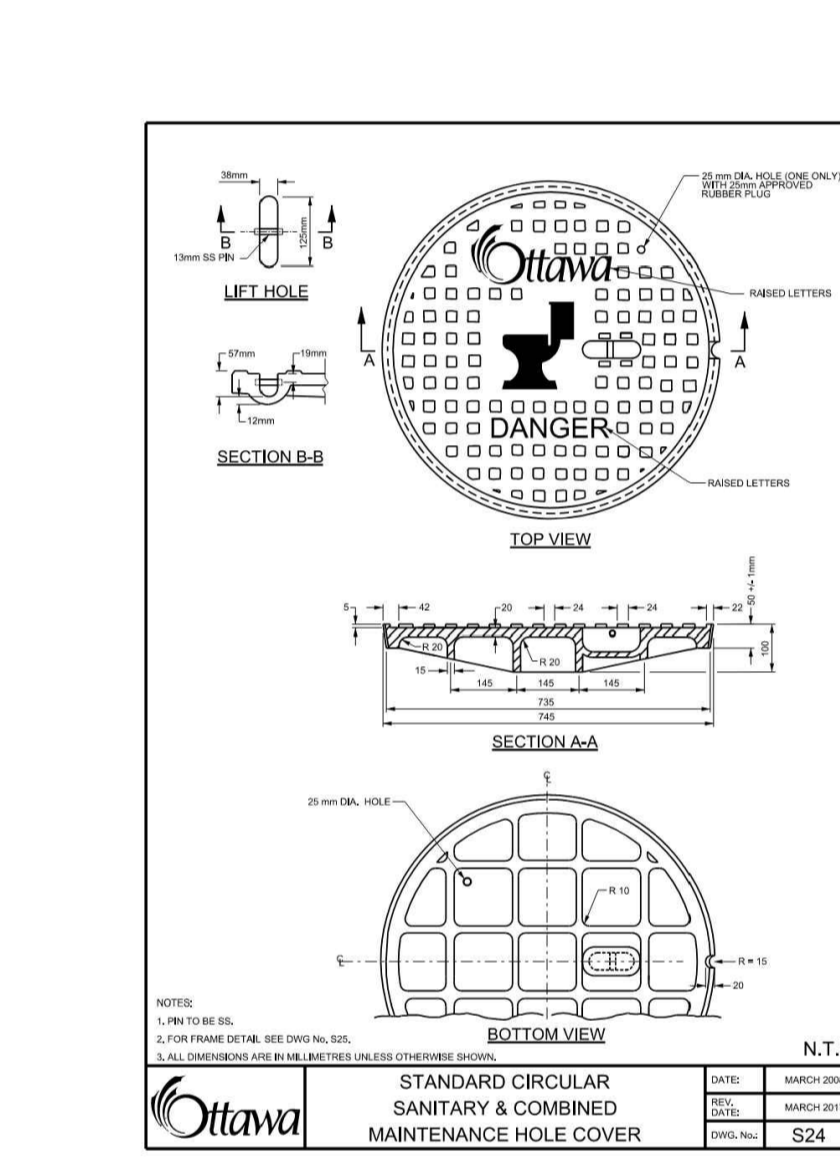 38mm
B
B
125mm
13mm SS PIN
LIFT HOLE
57mm
19mm
12mm
SECTION B-B
25 mm DIA. HOLE (ONE ONLY)
WITH 25mm APPROVED
RUBBER PLUG
Ottawa
RAISED LETTERS
A
A
DANGER
RAISED LETTERS
TOP VIEW
5
42
20
24
24
22
50 +/- 1mm
R 20
R 20
15
100
145
145
145
735
745
SECTION A-A
25 mm DIA. HOLE
R 10
R = 15
20
BOTTOM VIEW
NOTES:
1. PIN TO BE SS.
2. FOR FRAME DETAIL SEE DWG No. S25.
3. ALL DIMENSIONS ARE IN MILLIMETRES UNLESS OTHERWISE SHOWN.
N.T.
Ottawa
STANDARD CIRCULAR
SANITARY & COMBINED
MAINTENANCE HOLE COVER
DATE:
MARCH 200
REV.
DATE:
MARCH 201
DWG. No.:
S24